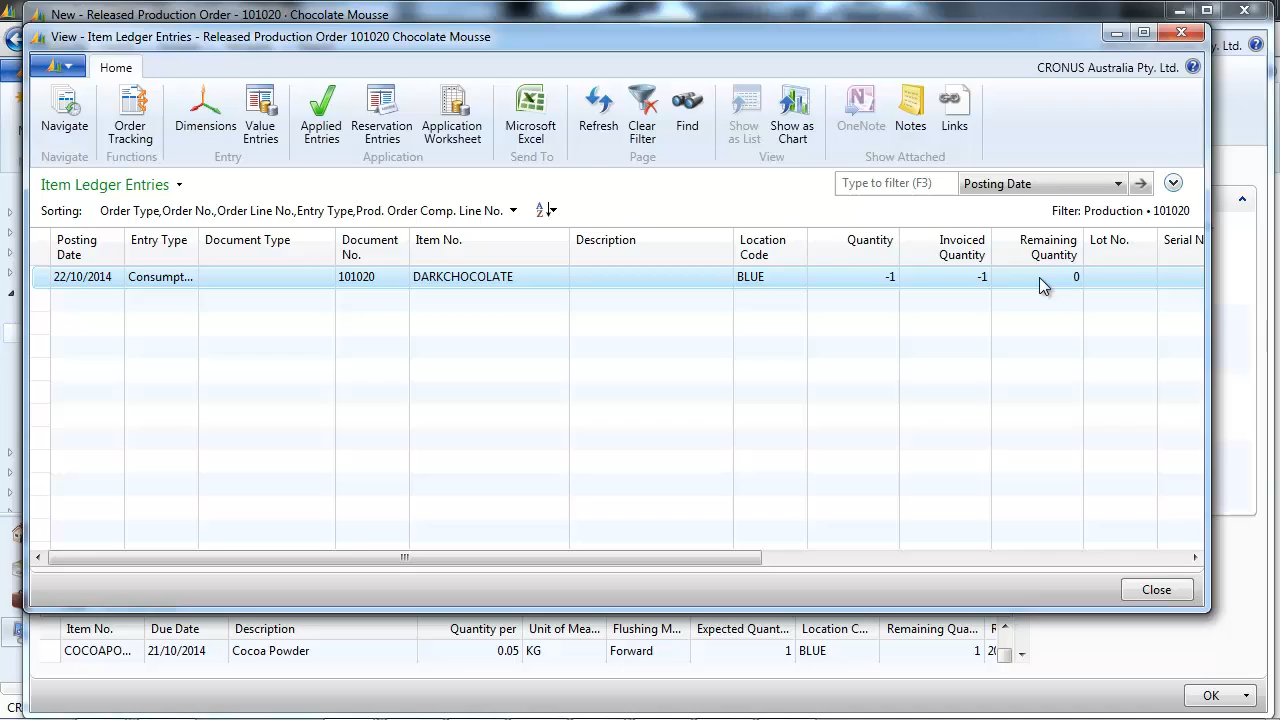 New - Released Production Order - 101020 · Chocolate Mousse
View - Item Ledger Entries - Released Production Order 101020 Chocolate Mousse
y. Ltd.
Home
CRONUS Australia Pty. Ltd.
Navigate
Order Tracking
Dimensions
Value Entries
Applied Entries
Reservation Entries
Application Worksheet
Microsoft Excel
Refresh
Clear Filter
Find
Show as List
Show as Chart
OneNote
Notes
Links
Navigate
Functions
Entry
Application
Send To
Page
View
Show Attached
Item Ledger Entries
Type to filter (F3)
Posting Date
Sorting: Order Type,Order No.,Order Line No.,Entry Type,Prod. Order Comp. Line No.
Filter: Production • 101020
Posting Date
Entry Type
Document Type
Document No.
Item No.
Description
Location Code
Quantity
Invoiced Quantity
Remaining Quantity
Lot No.
Serial N
22/10/2014 Consumpt... 101020 DARKCHOCOLATE BLUE -1 -1 0
Close
Item No. Due Date Description Quantity per Unit of Mea... Flushing M... Expected Quant... Location C... Remaining Qua...
COCOAPO... 21/10/2014 Cocoa Powder 0.05 KG Forward 1 BLUE 1
OK
CR